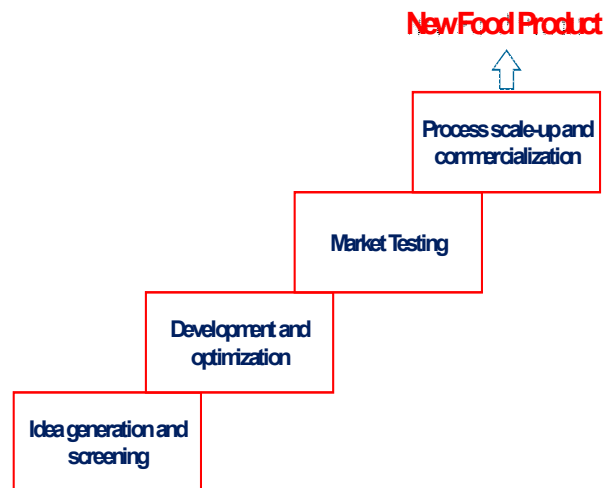 New Food Product
Process scale-up and
commercialization
Market Testing
Development and
optimization
Idea generation and
screening